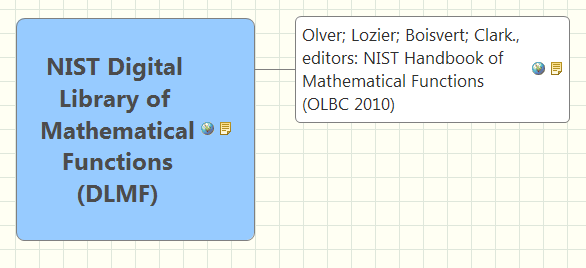 NIST Digital
Library of
Mathematical
Functions
(DLMF)
Olver; Lozier; Boisvert; Clark.,
editors: NIST Handbook of
Mathematical Functions
(OLBC 2010)